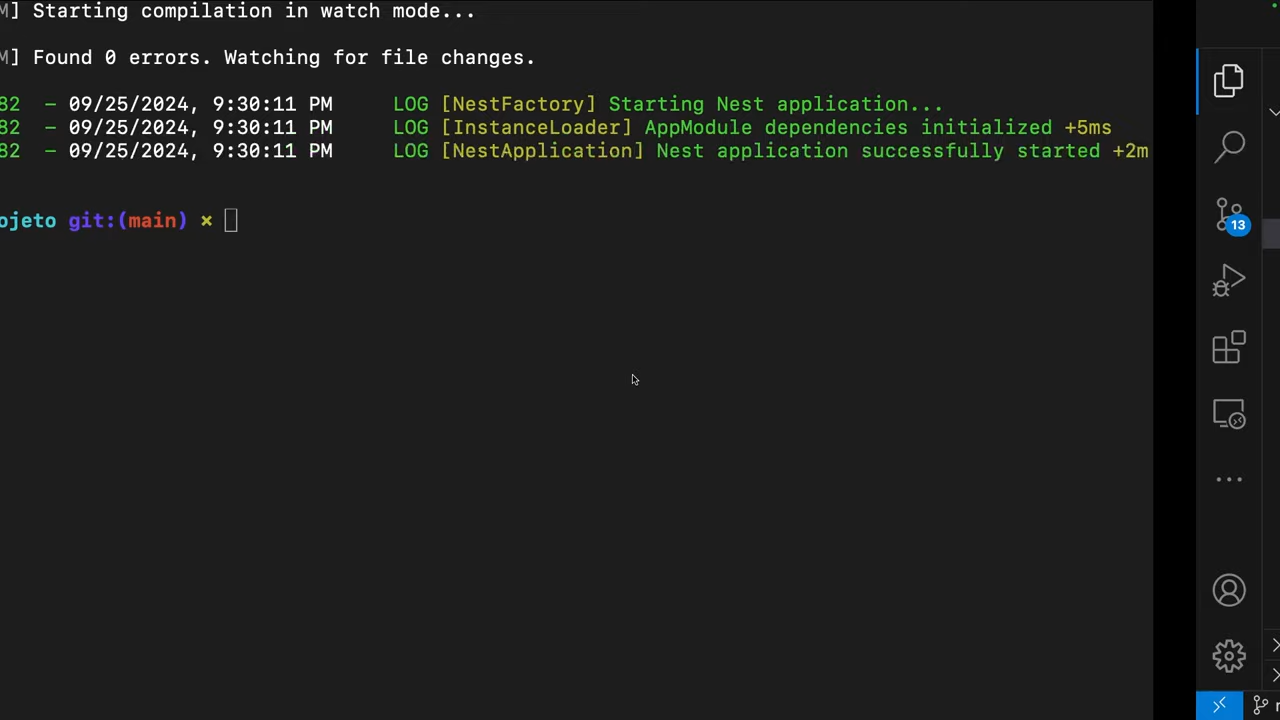 M] Starting compilation in watch mode...
M] Found 0 errors. Watching for file changes.
82 - 09/25/2024, 9:30:11 PM LOG [NestFactory] Starting Nest application...
82 - 09/25/2024, 9:30:11 PM LOG [InstanceLoader] AppModule dependencies initialized +5ms
82 - 09/25/2024, 9:30:11 PM LOG [NestApplication] Nest application successfully started +2m
ojeto git:(main) ×
13